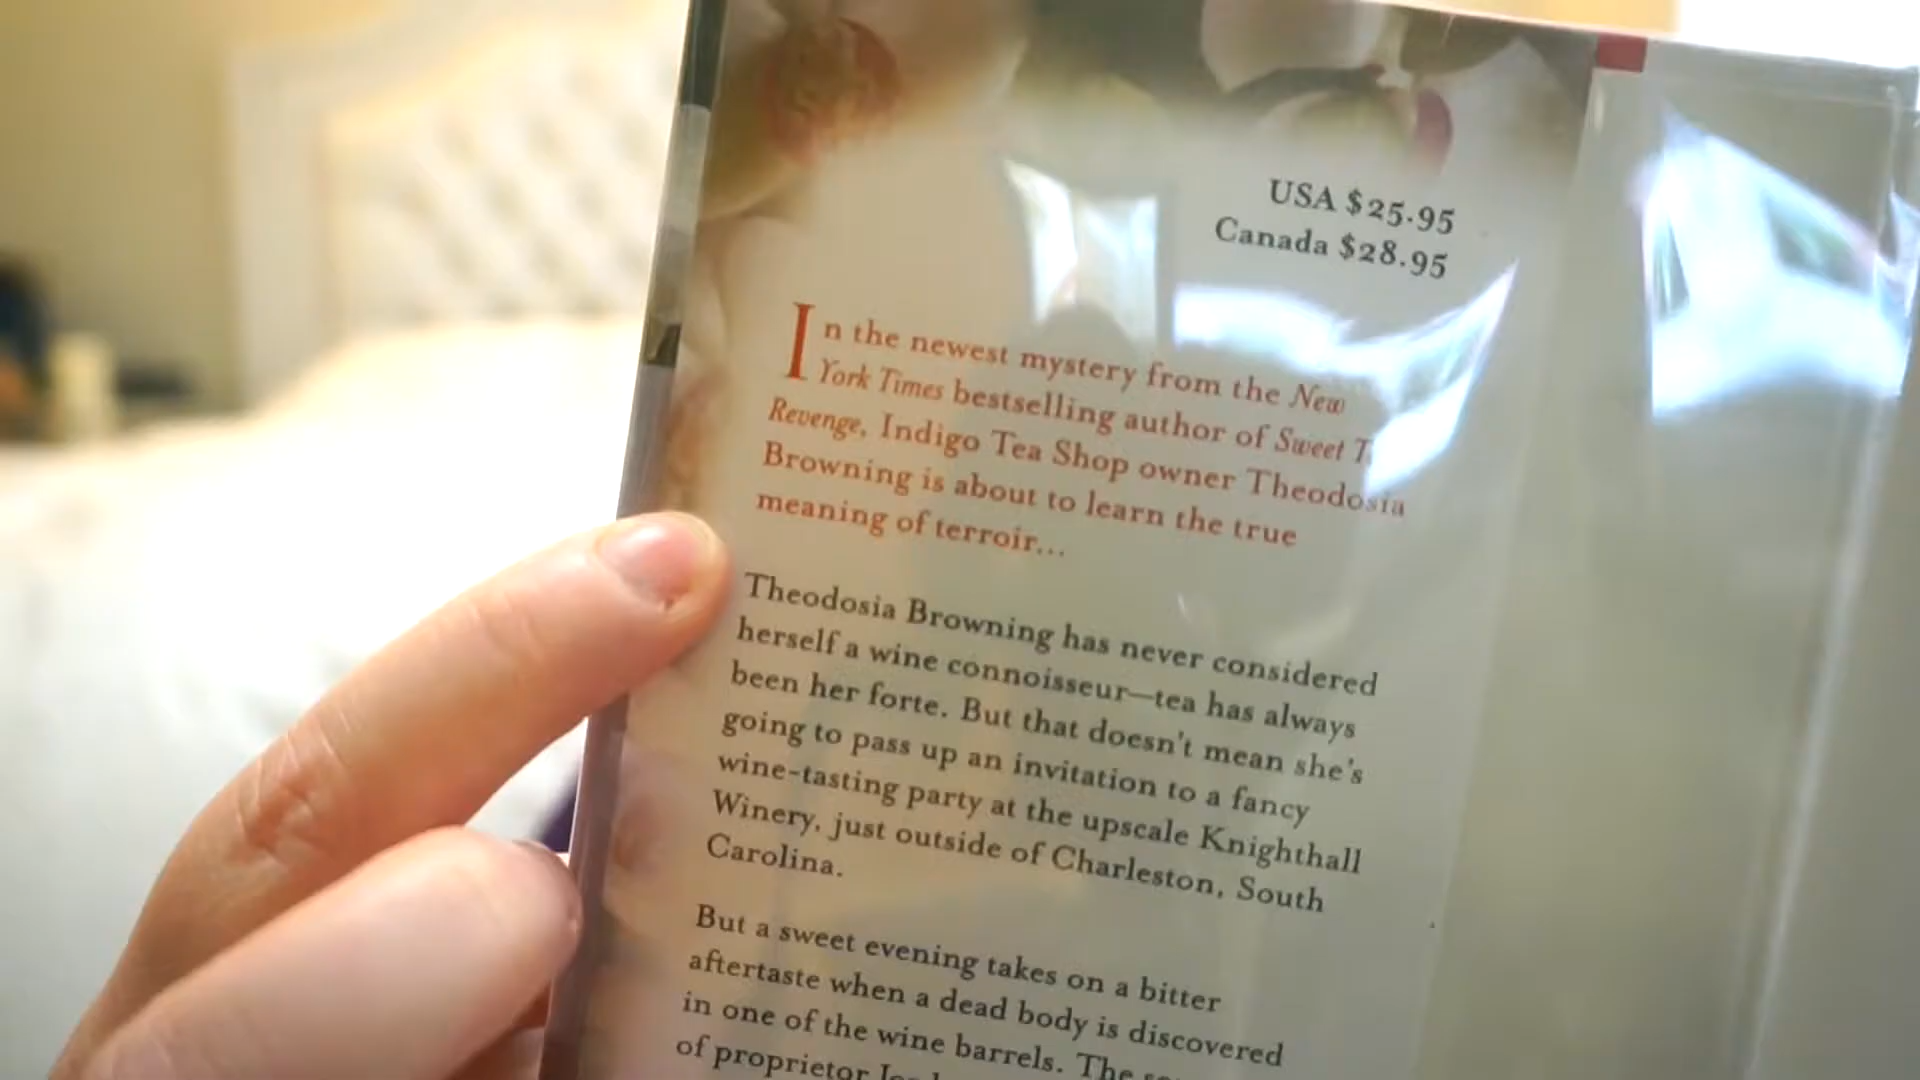 USA $25.95
Canada $28.95
In the newest mystery from the New
York Times bestselling author of Sweet
Revenge, Indigo Tea Shop owner Theodosia
Browning is about to learn the true
meaning of terroir...
Theodosia Browning has never considered
herself a wine connoisseur—tea has always
been her forte. But that doesn't mean she's
going to pass up an invitation to a fancy
wine-tasting party at the upscale Knighthall
Winery, just outside of Charleston, South
Carolina.
But a sweet evening takes on a bitter
aftertaste when a dead body is discovered
in one of the wine barrels. The
of proprietor